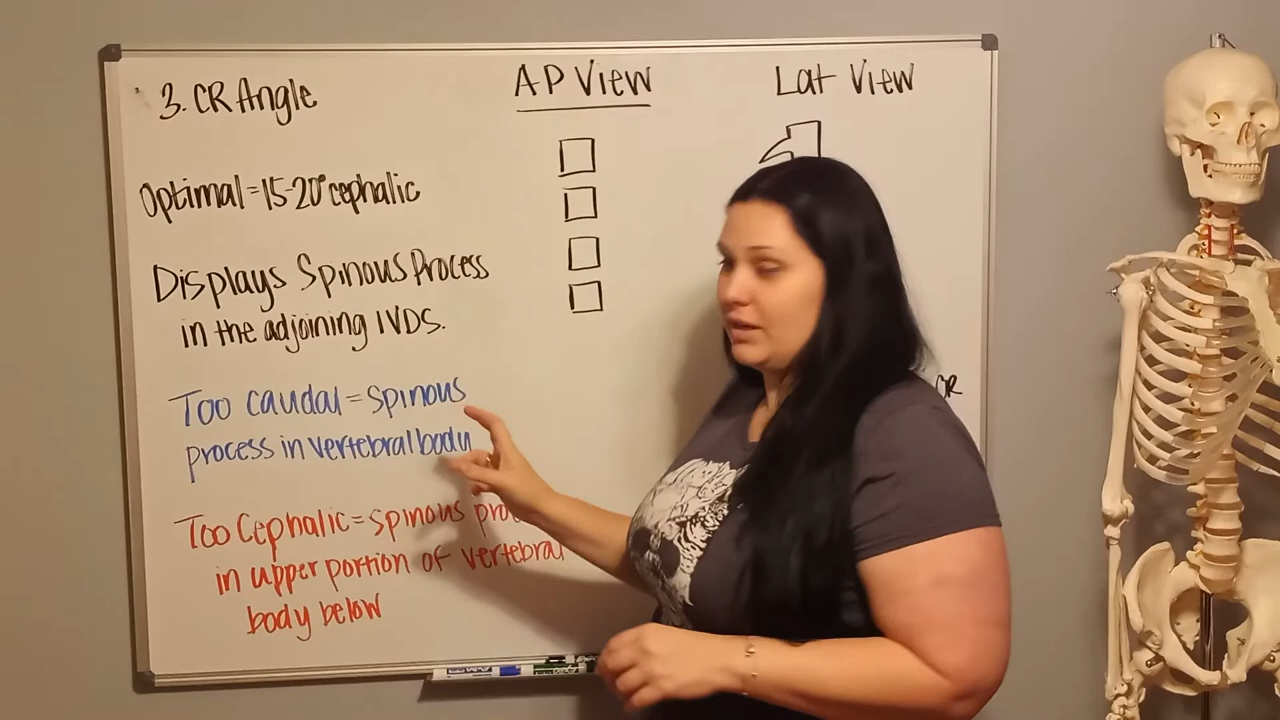 3. CR Angle
AP View
Lat View
Optimal=15-20° cephalic
Displays Spinous Process
in the adjoining IVDS.
Too caudal = spinous
process in vertebral body
Too Cephalic=spinous
in upper portion of vertebral
body below